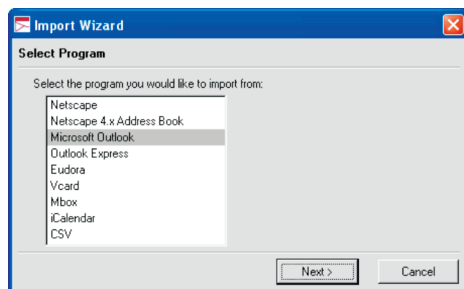 Import Wizard
Select Program
Select the program you would like to import from:
Netscape
Netscape 4.x Address Book
Microsoft Outlook
Outlook Express
Eudora
Vcard
Mbox
iCalendar
CSV
Next >
Cancel